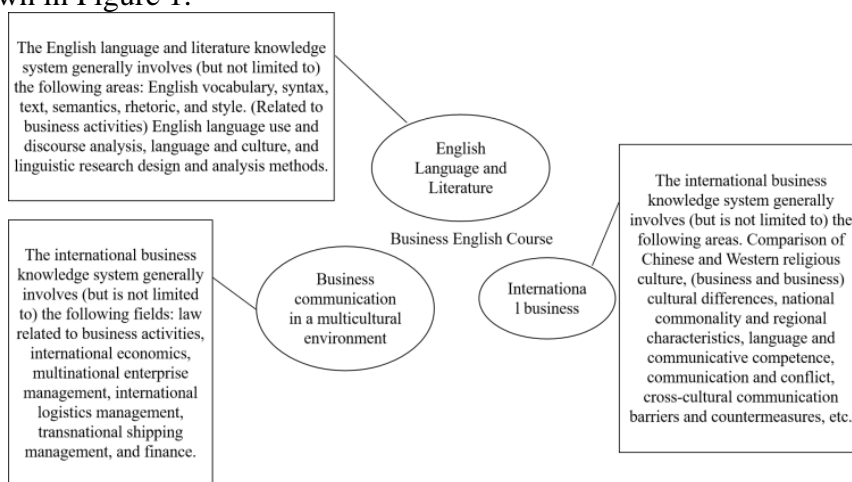 wn in Figure 1.
The English language and literature knowledge
system generally involves (but not limited to)
the following areas: English vocabulary, syntax,
text, semantics, rhetoric, and style. (Related to
business activities) English language use and
discourse analysis, language and culture, and
linguistic research design and analysis methods.
English
Language and
Literature
Business English Course
The international business
knowledge system generally
involves (but is not limited
to) the following fields: law
related to business activities,
international economics,
multinational enterprise
management, international
logistics management,
transnational shipping
management, and finance.
Business
communication
in a multicultural
environment
Internationa
l business
The international business
knowledge system generally
involves (but is not limited to) the
following areas. Comparison of
Chinese and Western religious
culture, (business and business)
cultural differences, national
commonality and regional
characteristics, language and
communicative competence,
communication and conflict,
cross-cultural communication
barriers and countermeasures, etc.